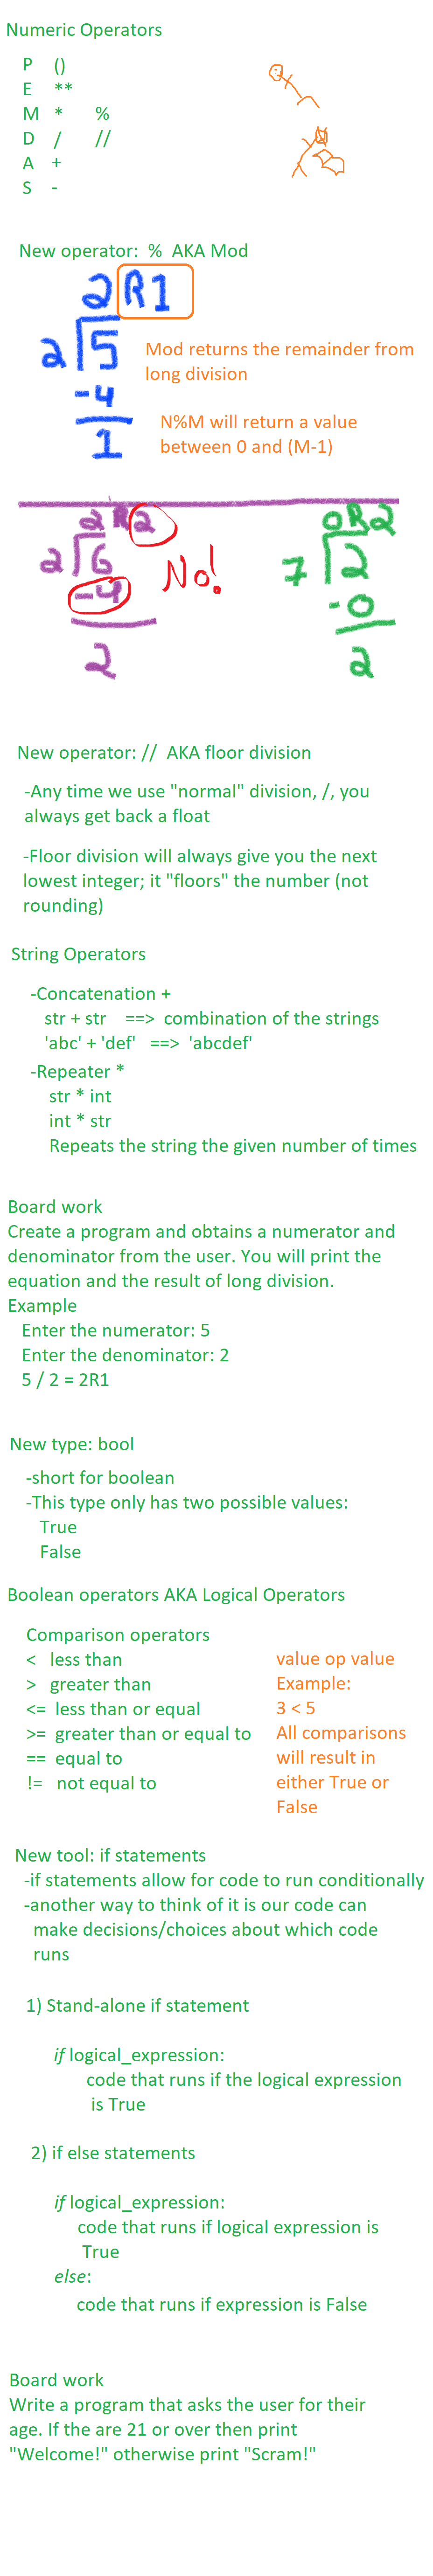 Numeric Operators
P ()
E **
M * %
D / //
A +
S -
New operator: % AKA Mod
2R1
2 5
-4
1
Mod returns the remainder from
long division
N%M will return a value
between 0 and (M-1)
2R2
2 6
-4
2
No!
0R2
7 2
-0
2
New operator: // AKA floor division
-Any time we use "normal" division, /, you
always get back a float
-Floor division will always give you the next
lowest integer; it "floors" the number (not
rounding)
String Operators
-Concatenation +
str + str ==> combination of the strings
'abc' + 'def' ==> 'abcdef'
-Repeater *
str * int
int * str
Repeats the string the given number of times
Board work
Create a program and obtains a numerator and
denominator from the user. You will print the
equation and the result of long division.
Example
Enter the numerator: 5
Enter the denominator: 2
5 / 2 = 2R1
New type: bool
-short for boolean
-This type only has two possible values:
True
False
Boolean operators AKA Logical Operators
Comparison operators
< less than
> greater than
<= less than or equal
>= greater than or equal to
== equal to
!= not equal to
value op value
Example:
3 < 5
All comparisons
will result in
either True or
False
New tool: if statements
-if statements allow for code to run conditionally
-another way to think of it is our code can
make decisions/choices about which code
runs
1) Stand-alone if statement
if logical_expression:
code that runs if the logical expression
is True
2) if else statements
if logical_expression:
code that runs if logical expression is
True
else:
code that runs if expression is False
Board work
Write a program that asks the user for their
age. If the are 21 or over then print
"Welcome!" otherwise print "Scram!"